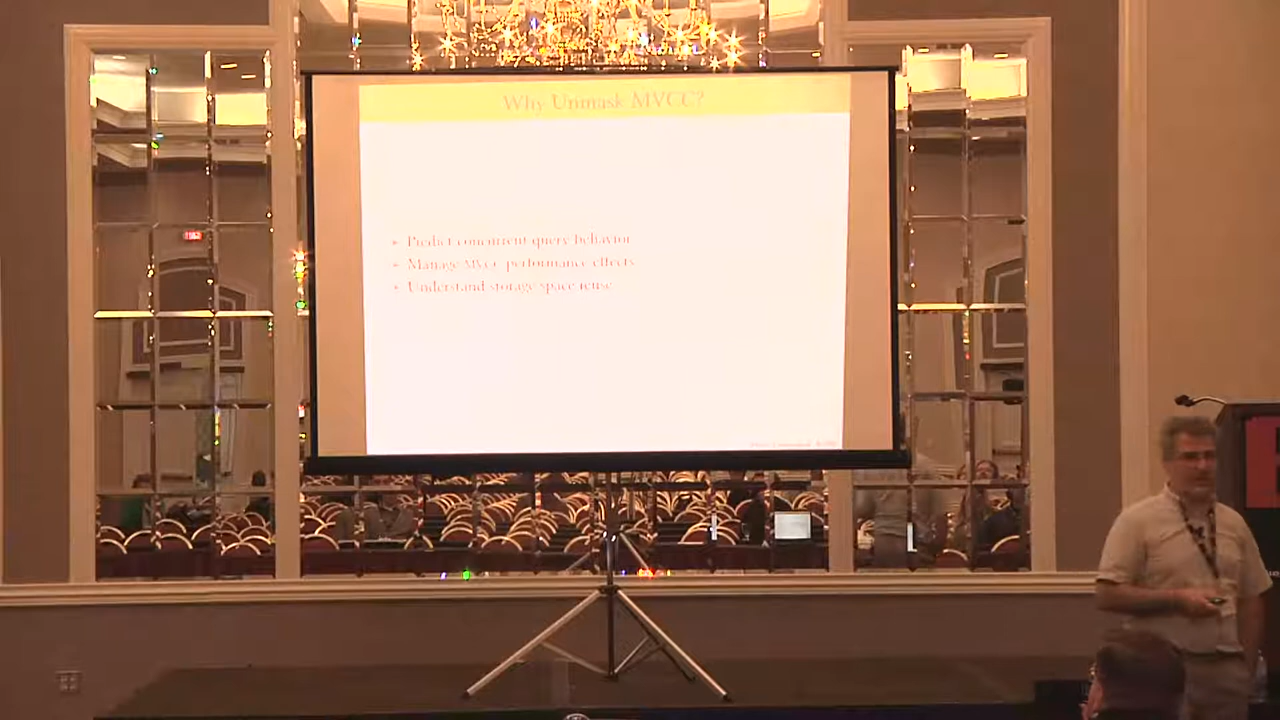 Why Unmask MVCC?
Predict concurrent query behavior
Manage MVCC performance effects
Understand storage space reuse